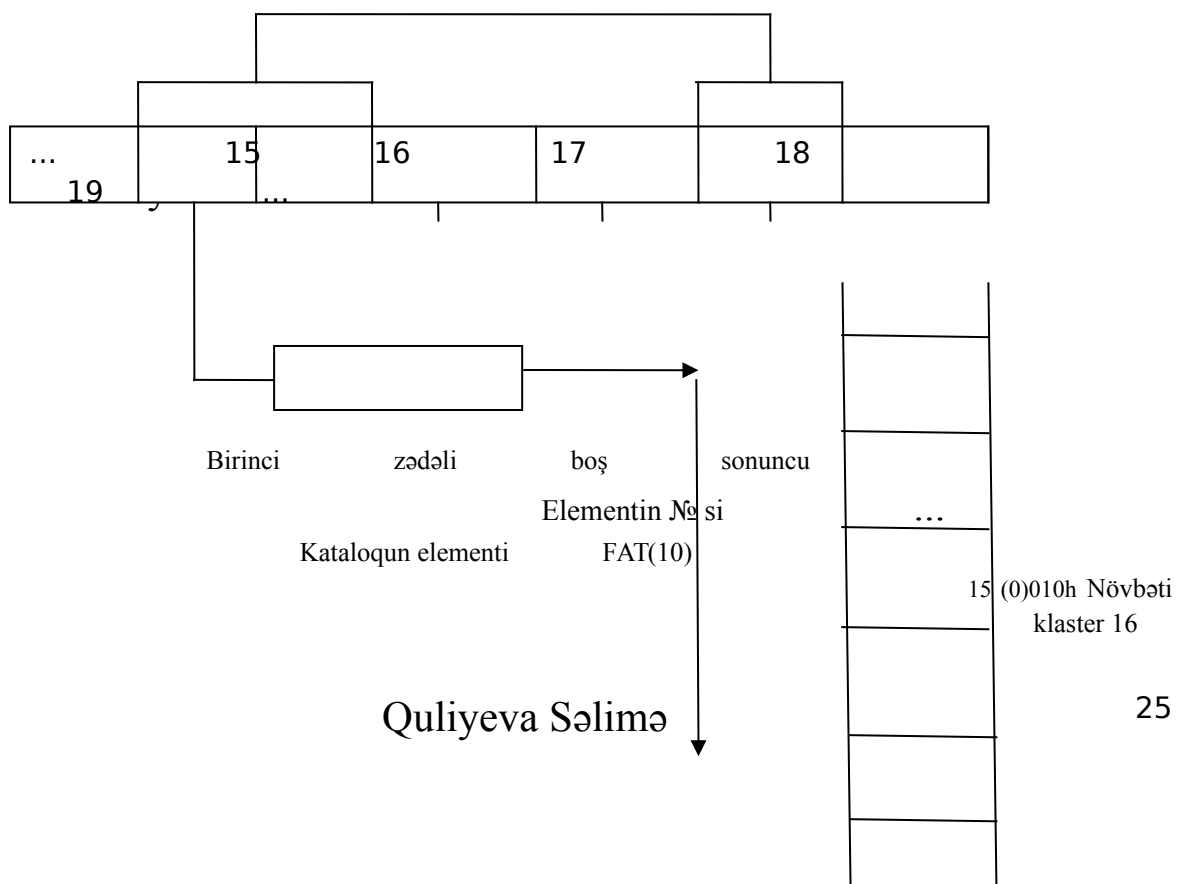 ... 15 16 17 18
19 ...
Birinci zədəli boş sonuncu
Elementin № si ...
Kataloqun elementi FAT(10)
15 (0)010h Növbəti
klaster 16
Quliyeva Səlimə 25